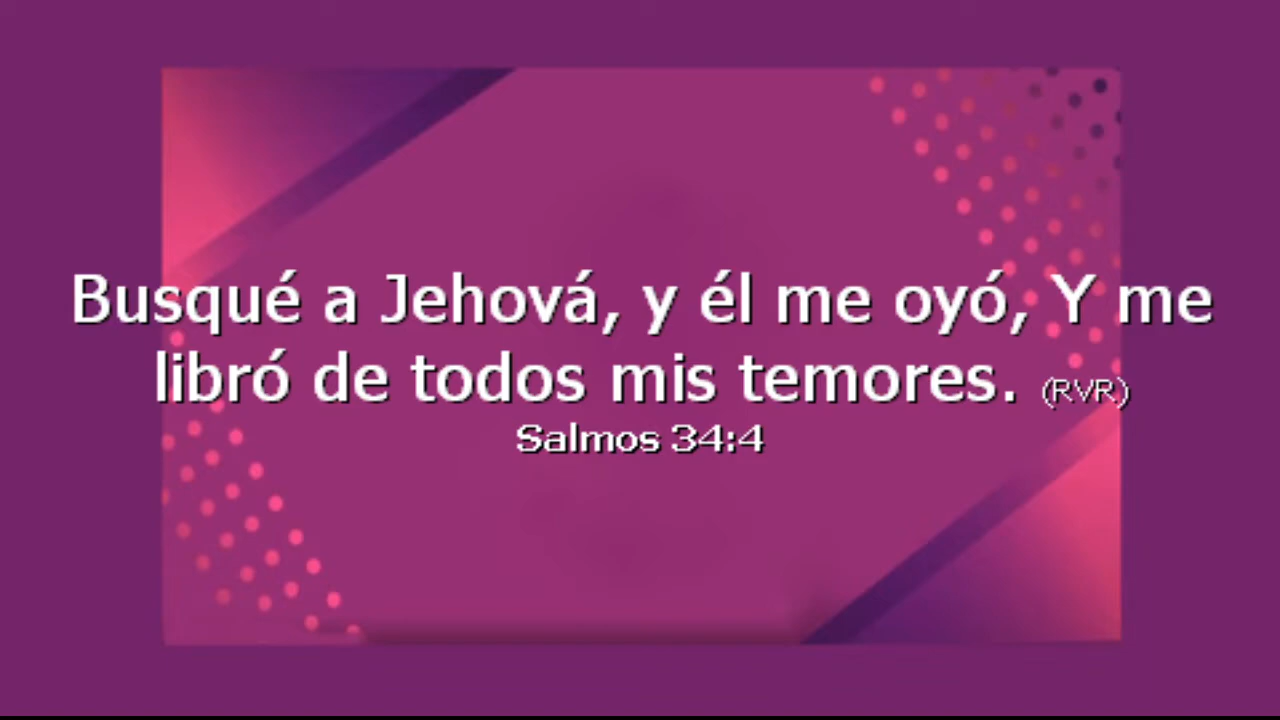 Busqué a Jehová, y él me oyó, Y me
libró de todos mis temores. (RVR)
Salmos 34:4